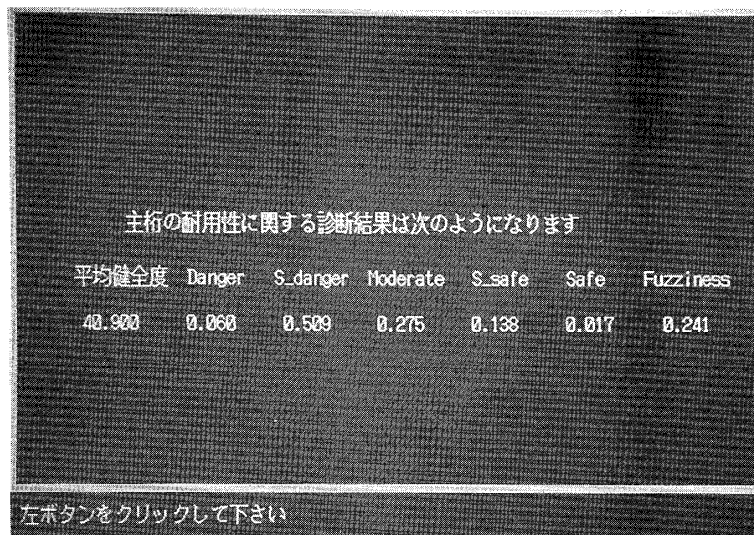 主桁の耐用性に関する診断結果は次のようになります
平均健全度 Danger S_danger Moderate S_safe Safe Fuzziness
40.900 0.060 0.509 0.275 0.138 0.017 0.241
左ボタンをクリックして下さい